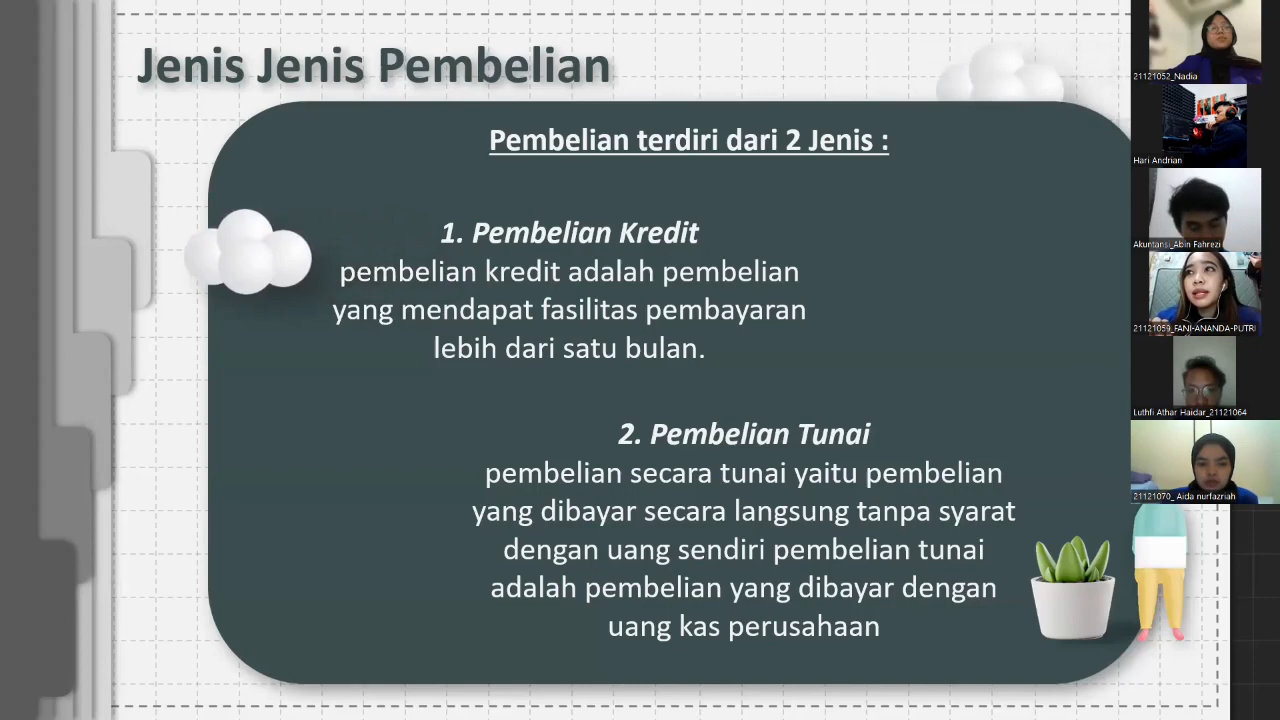 Jenis Jenis Pembelian
Pembelian terdiri dari 2 Jenis :
1. Pembelian Kredit
pembelian kredit adalah pembelian
yang mendapat fasilitas pembayaran
lebih dari satu bulan.
2. Pembelian Tunai
pembelian secara tunai yaitu pembelian
yang dibayar secara langsung tanpa syarat
dengan uang sendiri pembelian tunai
adalah pembelian yang dibayar dengan
uang kas perusahaan
21121052_Nadia
Hari Andrian
Akuntansi_Abin Fahrezi
21121059_FANI-ANANDA-PUTRI
Luthfi Athar Haidar_21121064
21121070_ Aida nurfazriah